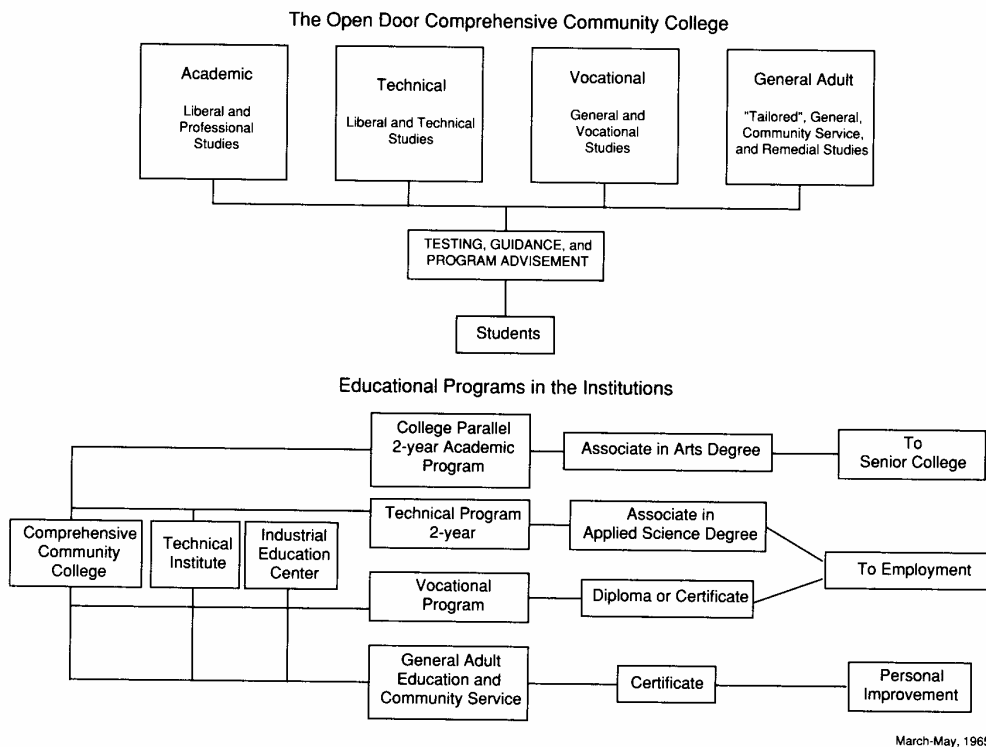 The Open Door Comprehensive Community College
Academic
Liberal and
Professional
Studies
Technical
Liberal and Technical
Studies
Vocational
General and
Vocational
Studies
General Adult
"Tailored", General,
Community Service,
and Remedial Studies
TESTING, GUIDANCE, and
PROGRAM ADVISEMENT
Students
Educational Programs in the Institutions
College Parallel
2-year Academic
Program
Associate in Arts Degree
To
Senior College
Technical Program
2-year
Associate in
Applied Science Degree
Comprehensive
Community
College
Technical
Institute
Industrial
Education
Center
To Employment
Vocational
Program
Diploma or Certificate
General Adult
Education and
Community Service
Certificate
Personal
Improvement
March-May, 1965